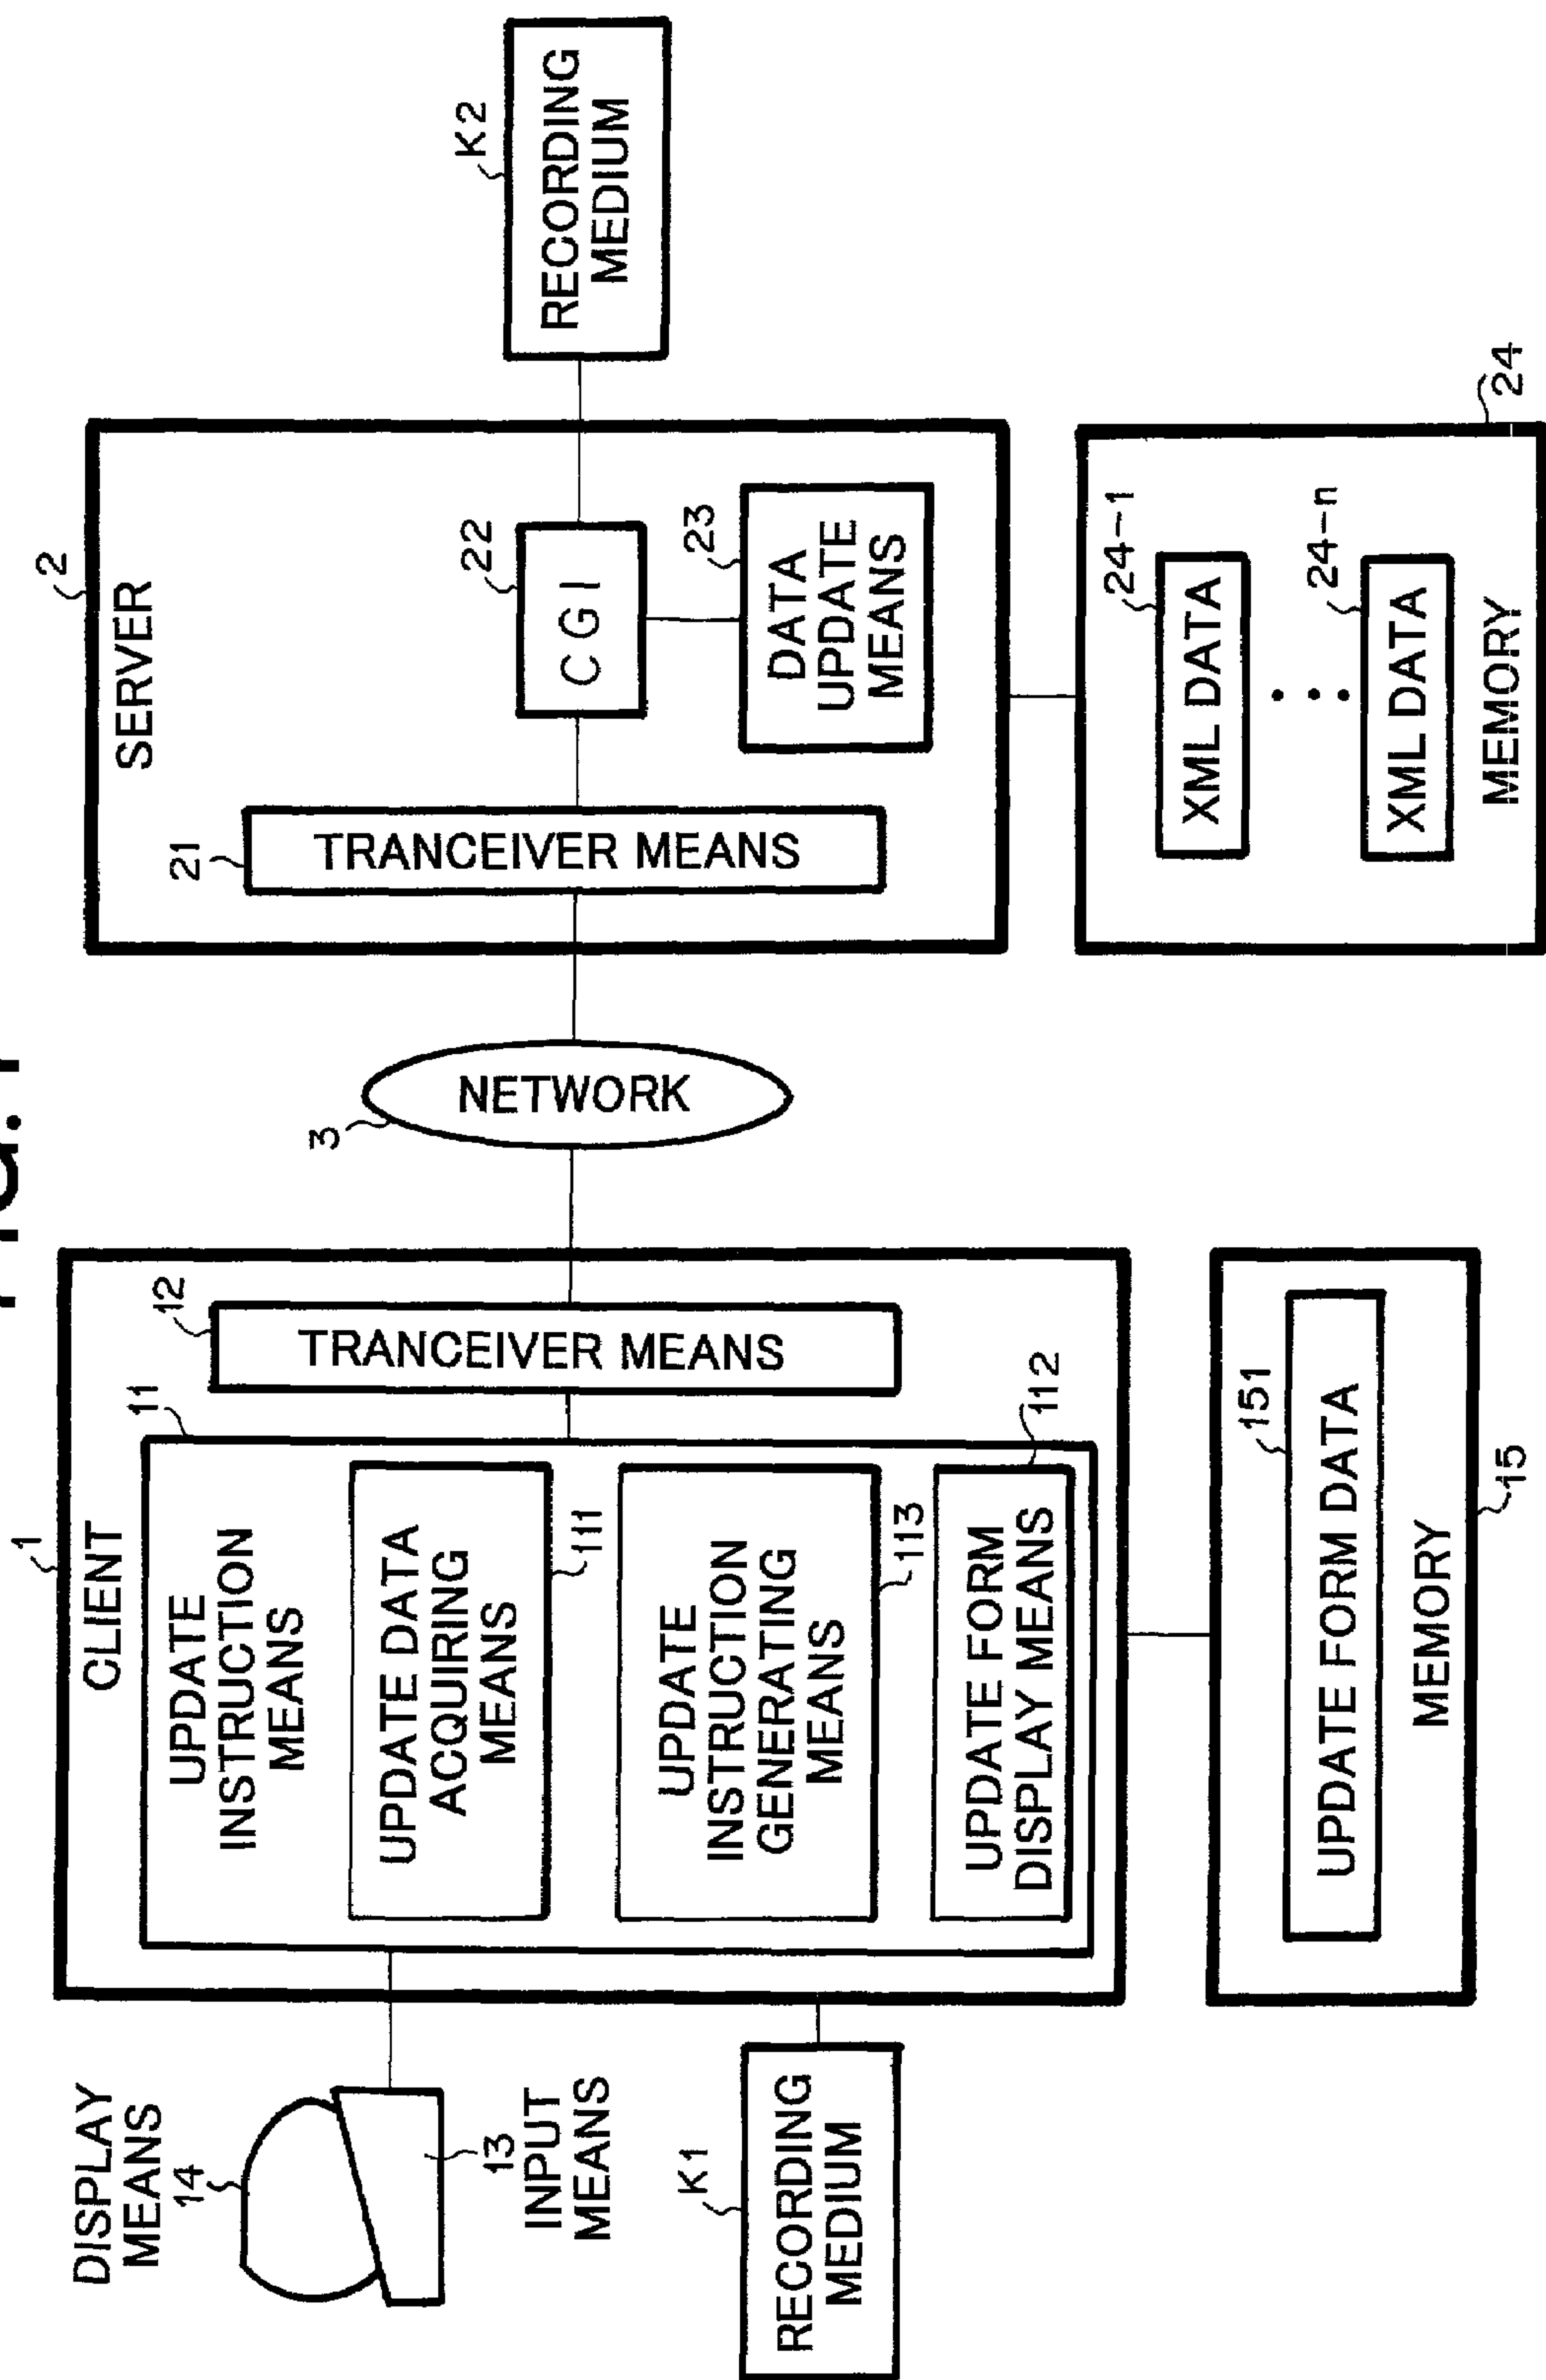 FIG. 1
DISPLAY
MEANS
14
13
INPUT
MEANS
K1
RECORDING
MEDIUM
1
CLIENT
11
UPDATE
INSTRUCTION
MEANS
UPDATE DATA
ACQUIRING
MEANS
111
UPDATE
INSTRUCTION
GENERATING
MEANS
113
UPDATE FORM
DISPLAY MEANS
112
12
TRANCEIVER MEANS
151
UPDATE FORM DATA
MEMORY
15
3
NETWORK
2
SERVER
21
TRANCEIVER MEANS
22
CGI
23
DATA
UPDATE
MEANS
24-1
XML DATA
24-n
XML DATA
MEMORY
24
K2
RECORDING
MEDIUM